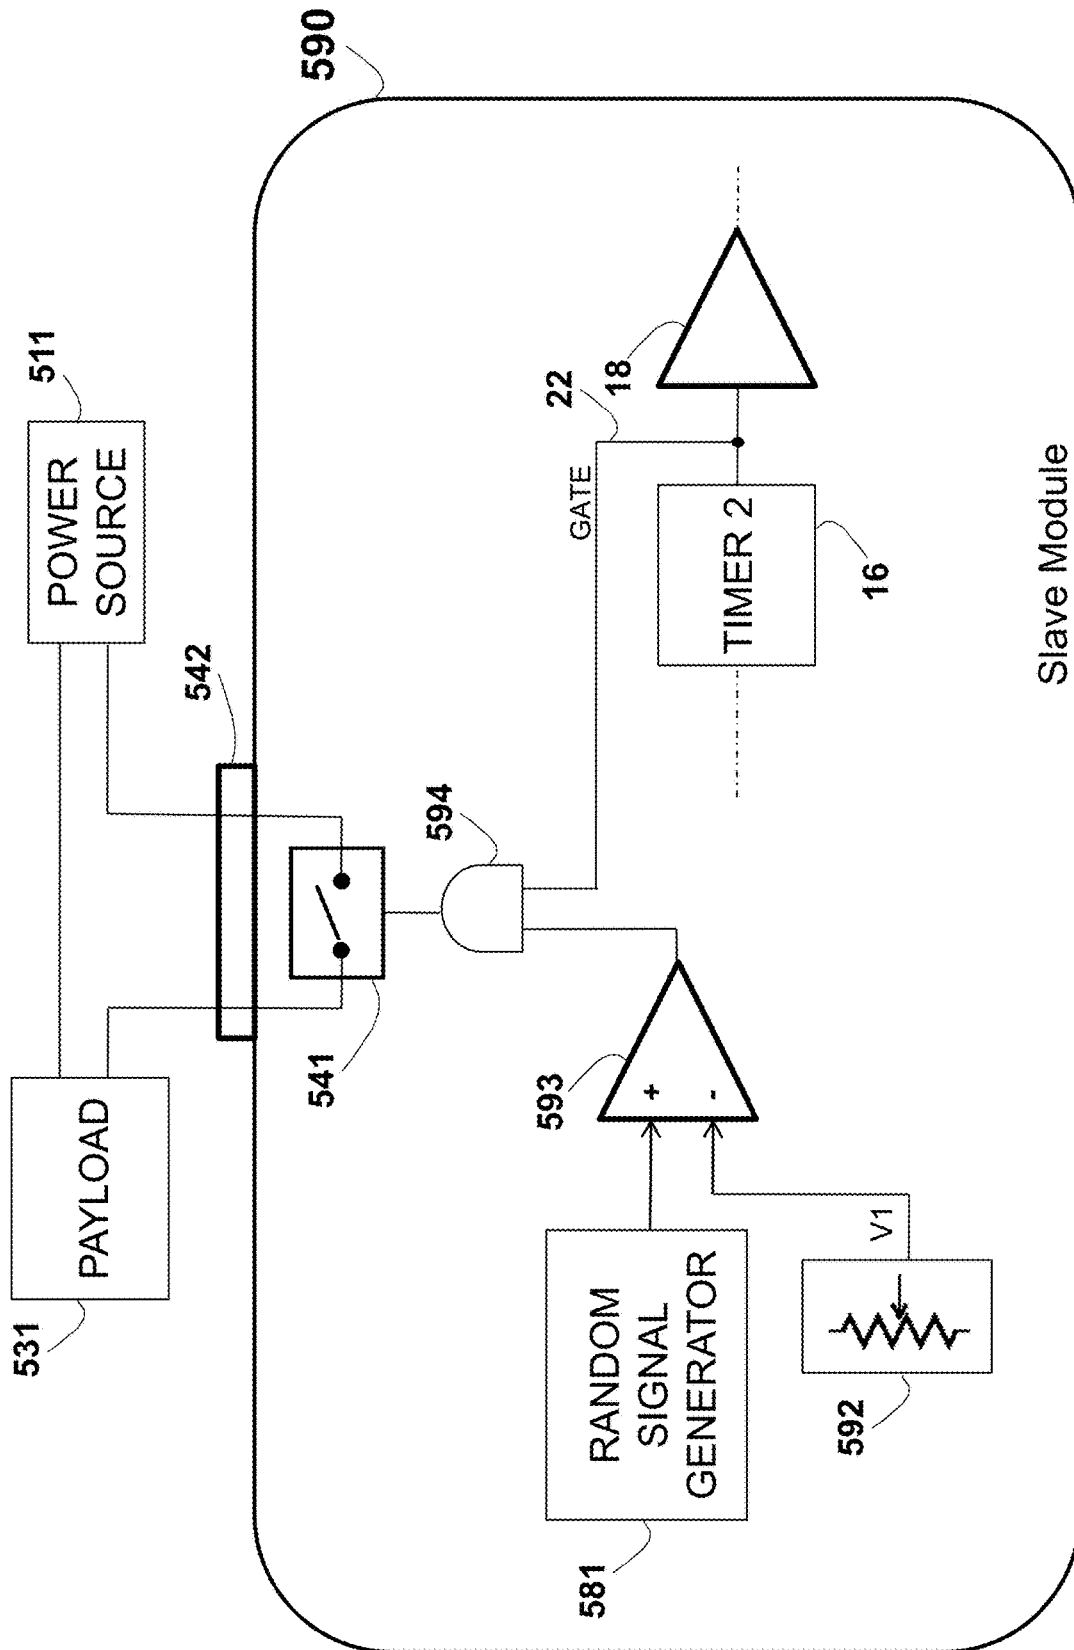 590
POWER
SOURCE
511
542
PAYLOAD
531
541
594
GATE
22
18
TIMER 2
16
593
+
-
RANDOM
SIGNAL
GENERATOR
581
V1
592
Slave Module